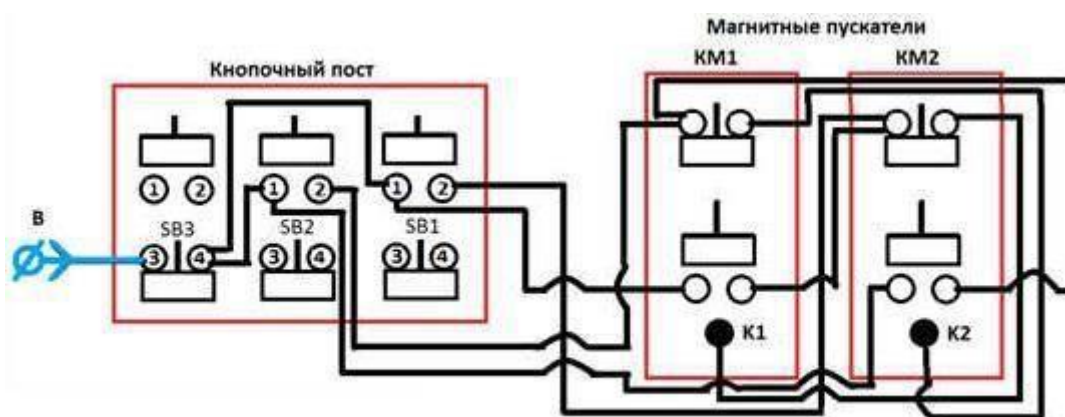 Магнитные пускатели
КМ1 КМ2
Кнопочный пост
1 2 1 2 1 2
В
SB3 SB2 SB1
3 4 3 4 3 4
К1 К2